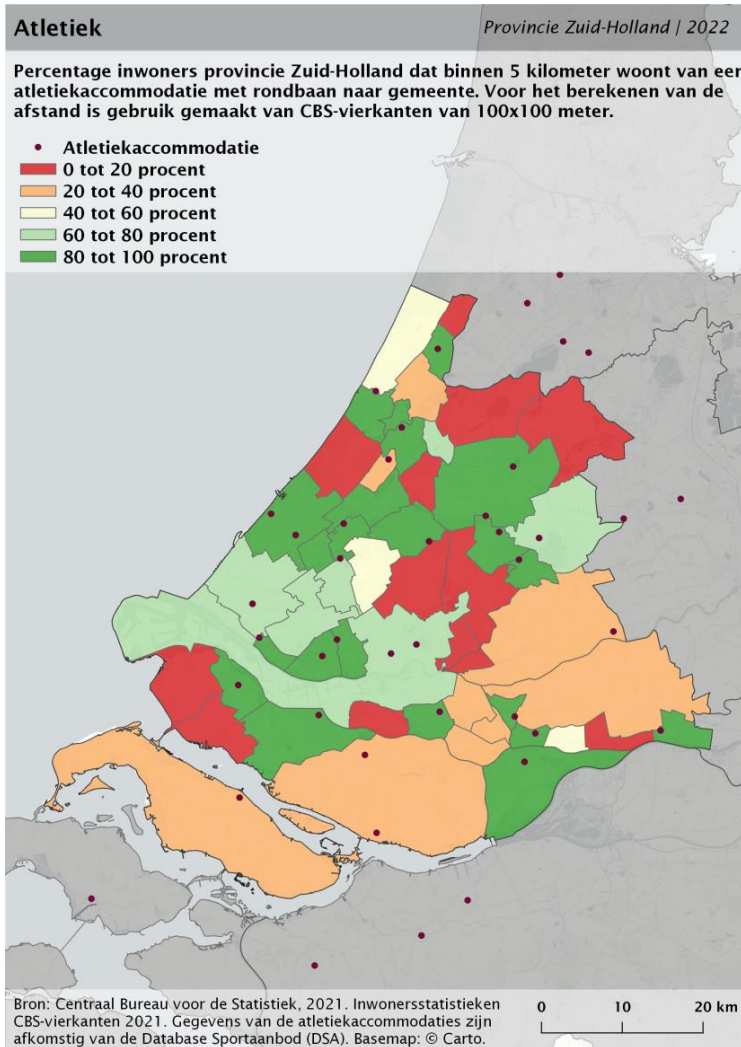 Atletiek
Provincie Zuid-Holland | 2022
Percentage inwoners provincie Zuid-Holland dat binnen 5 kilometer woont van een
atletiekaccommodatie met rondbaan naar gemeente. Voor het berekenen van de
afstand is gebruik gemaakt van CBS-vierkanten van 100x100 meter.
Atletiekaccommodatie
0 tot 20 procent
20 tot 40 procent
40 tot 60 procent
60 tot 80 procent
80 tot 100 procent
Bron: Centraal Bureau voor de Statistiek, 2021. Inwonersstatistieken
CBS-vierkanten 2021. Gegevens van de atletiekaccommodaties zijn
afkomstig van de Database Sportaanbod (DSA). Basemap: © Carto.
0 10 20 km